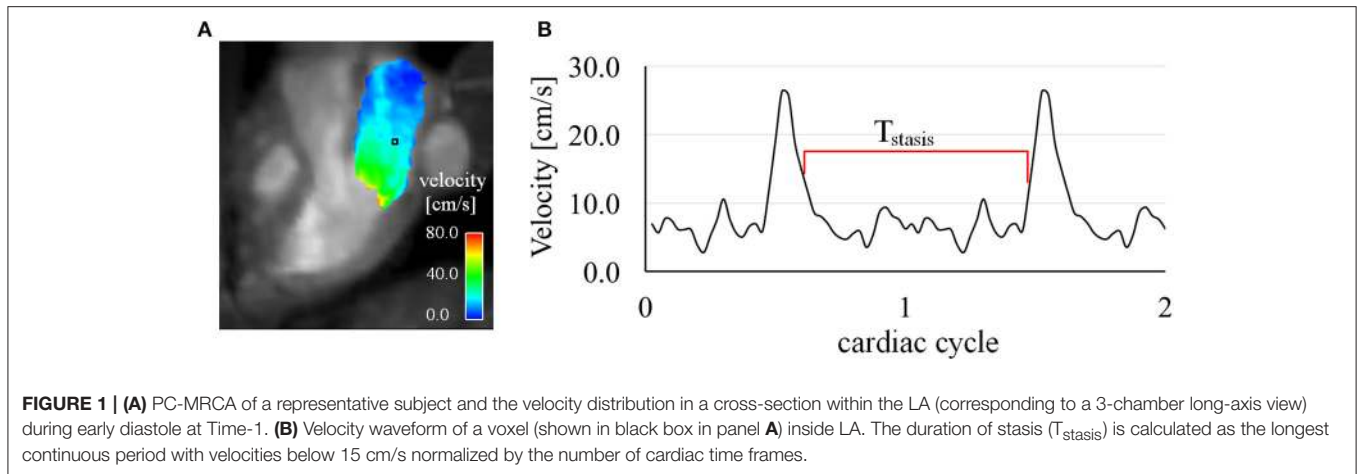 A
B
velocity
[cm/s]
80.0
40.0
0.0
Velocity [cm/s]
30.0
20.0
10.0
0.0
T_stasis
0
1
2
cardiac cycle
FIGURE 1 | (A) PC-MRCA of a representative subject and the velocity distribution in a cross-section within the LA (corresponding to a 3-chamber long-axis view)
during early diastole at Time-1. (B) Velocity waveform of a voxel (shown in black box in panel A) inside LA. The duration of stasis (T_stasis) is calculated as the longest
continuous period with velocities below 15 cm/s normalized by the number of cardiac time frames.